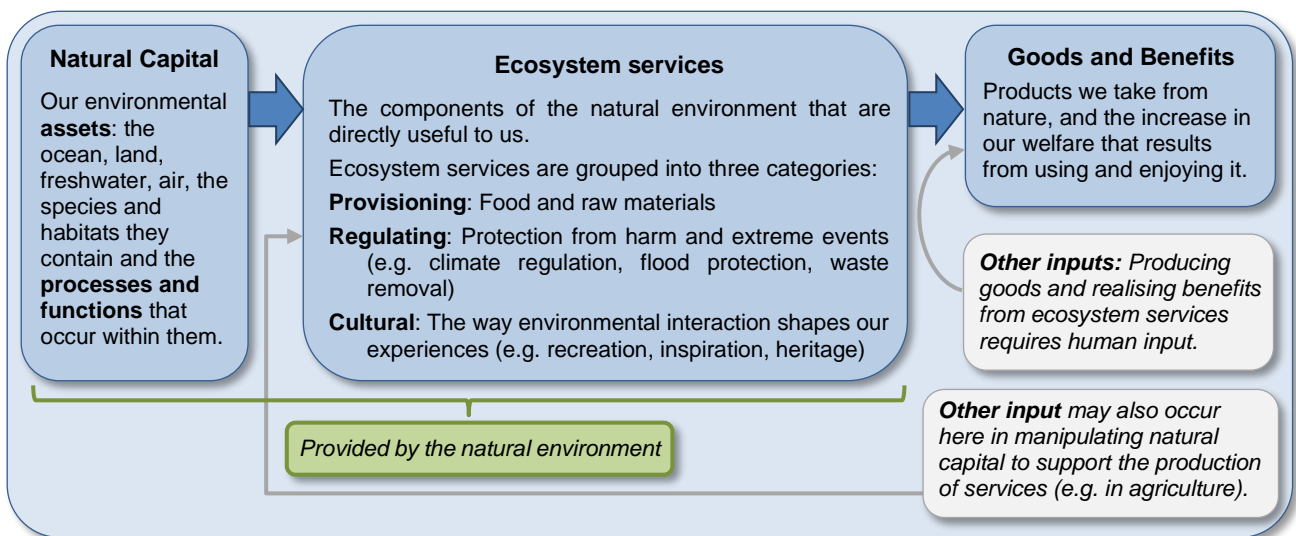 Natural Capital
Our environmental
assets: the
ocean, land,
freshwater, air, the
species and
habitats they
contain and the
processes and
functions that
occur within them.
Ecosystem services
The components of the natural environment that are
directly useful to us.
Ecosystem services are grouped into three categories:
Provisioning: Food and raw materials
Regulating: Protection from harm and extreme events
(e.g. climate regulation, flood protection, waste
removal)
Cultural: The way environmental interaction shapes our
experiences (e.g. recreation, inspiration, heritage)
Goods and Benefits
Products we take from
nature, and the increase in
our welfare that results
from using and enjoying it.
Other inputs: Producing
goods and realising benefits
from ecosystem services
requires human input.
Provided by the natural environment
Other input may also occur
here in manipulating natural
capital to support the production
of services (e.g. in agriculture).